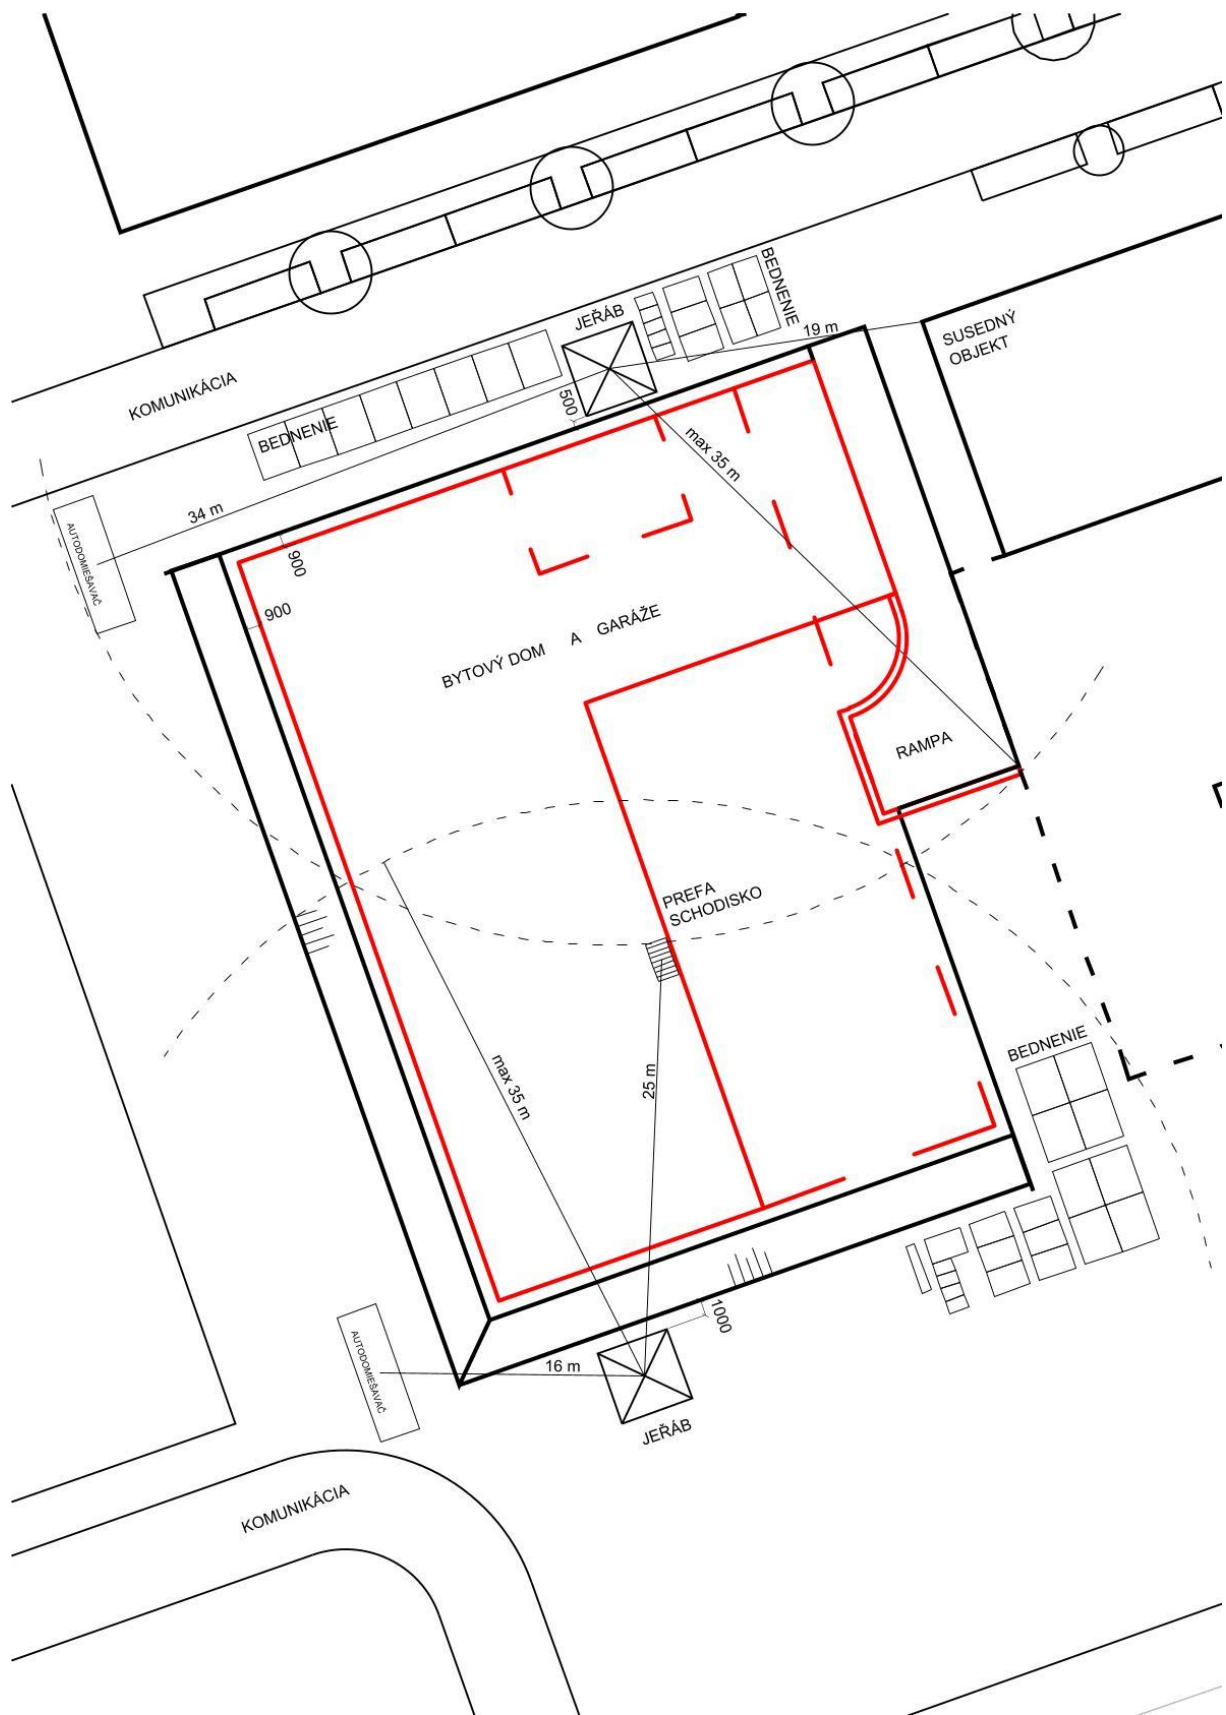 BEDNENIE
JEŘÁB
19 m
SUSEDNÝ
OBJEKT
KOMUNIKÁCIA
500
BEDNENIE
max 35 m
34 m
AUTODOMIEŠAVAČ
900
900
BYTOVÝ DOM A GARÁŽE
RAMPA
PREFA
SCHODISKO
BEDNENIE
max 35 m
25 m
1000
AUTODOMIEŠAVAČ
16 m
JEŘÁB
KOMUNIKÁCIA